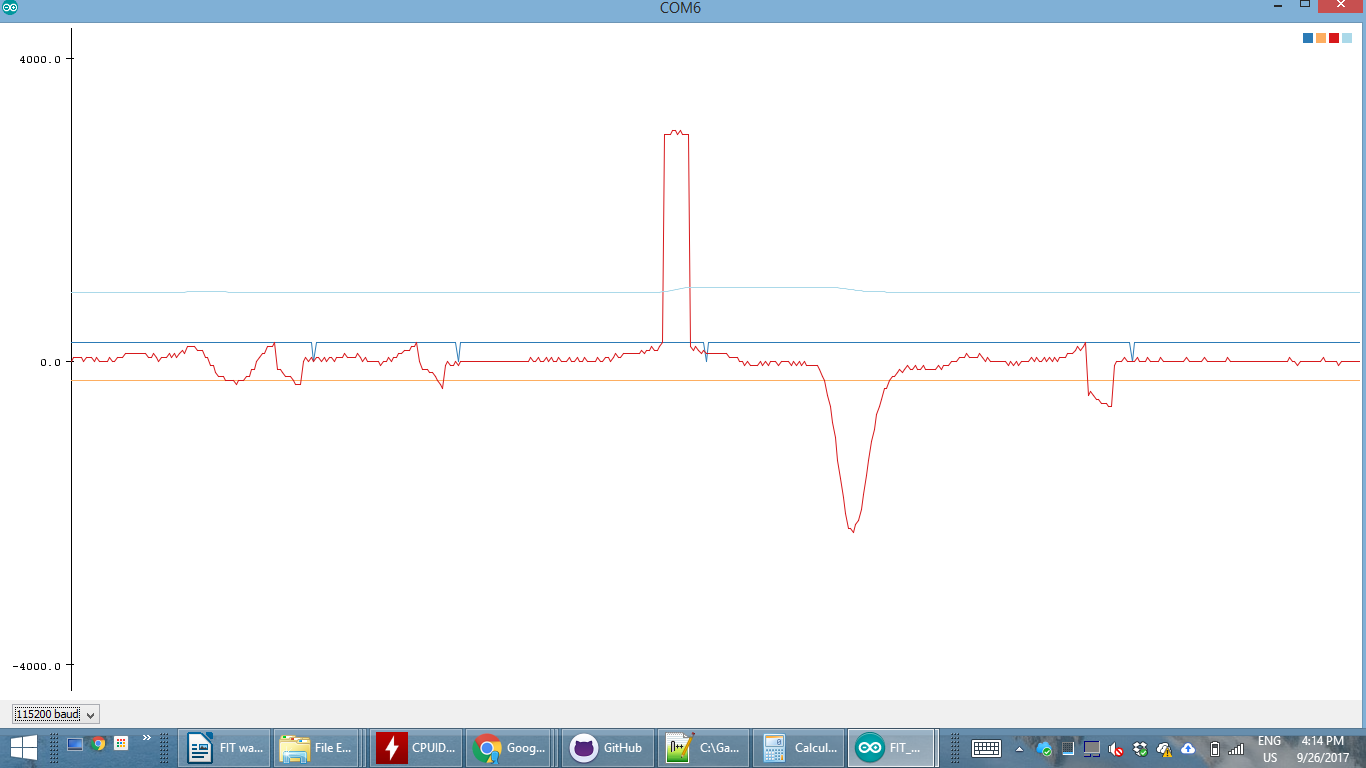 COM6
4000.0
0.0
-4000.0
115200 baud
FIT wa...
File E...
CPUID...
Goog...
GitHub
C:\Ga...
Calcul...
FIT_...
ENG
US
4:14 PM
9/26/2017